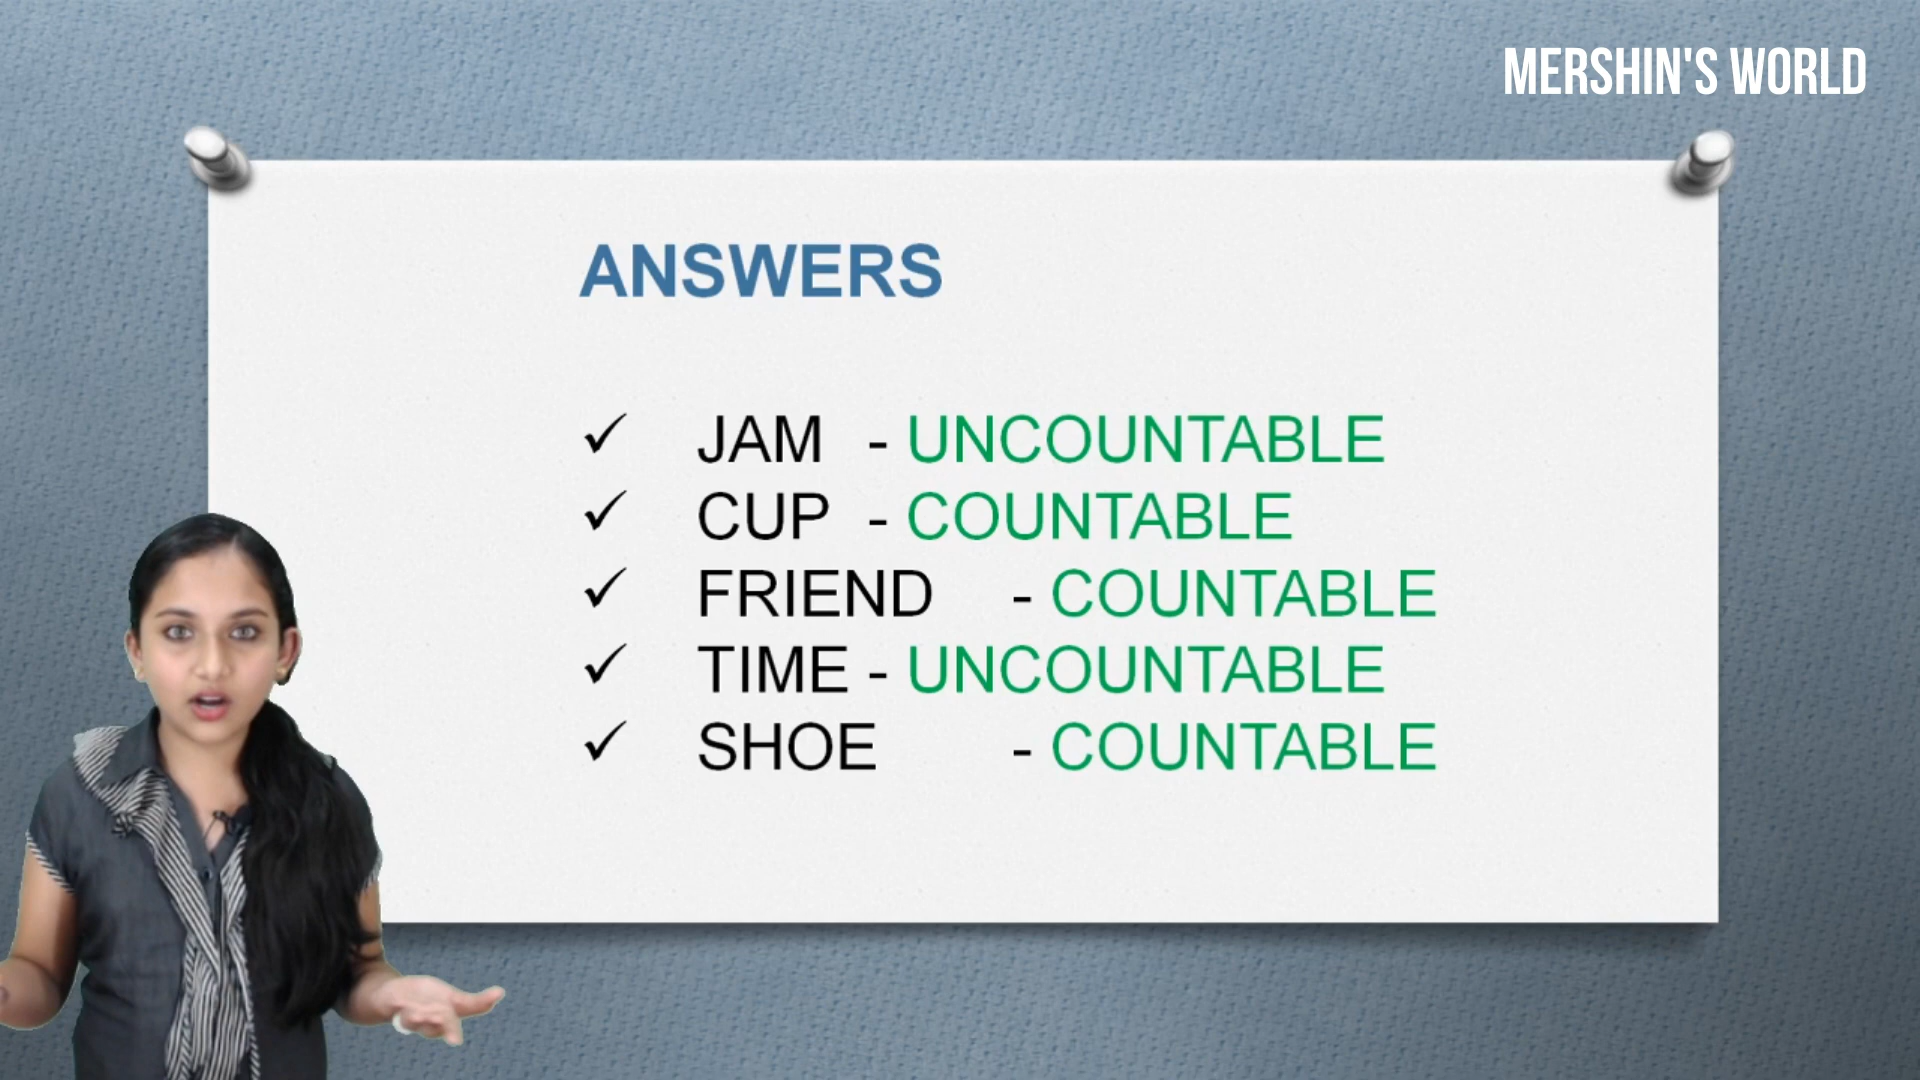 MERSHIN'S WORLD
ANSWERS
✓ JAM - UNCOUNTABLE
✓ CUP - COUNTABLE
✓ FRIEND - COUNTABLE
✓ TIME - UNCOUNTABLE
✓ SHOE - COUNTABLE